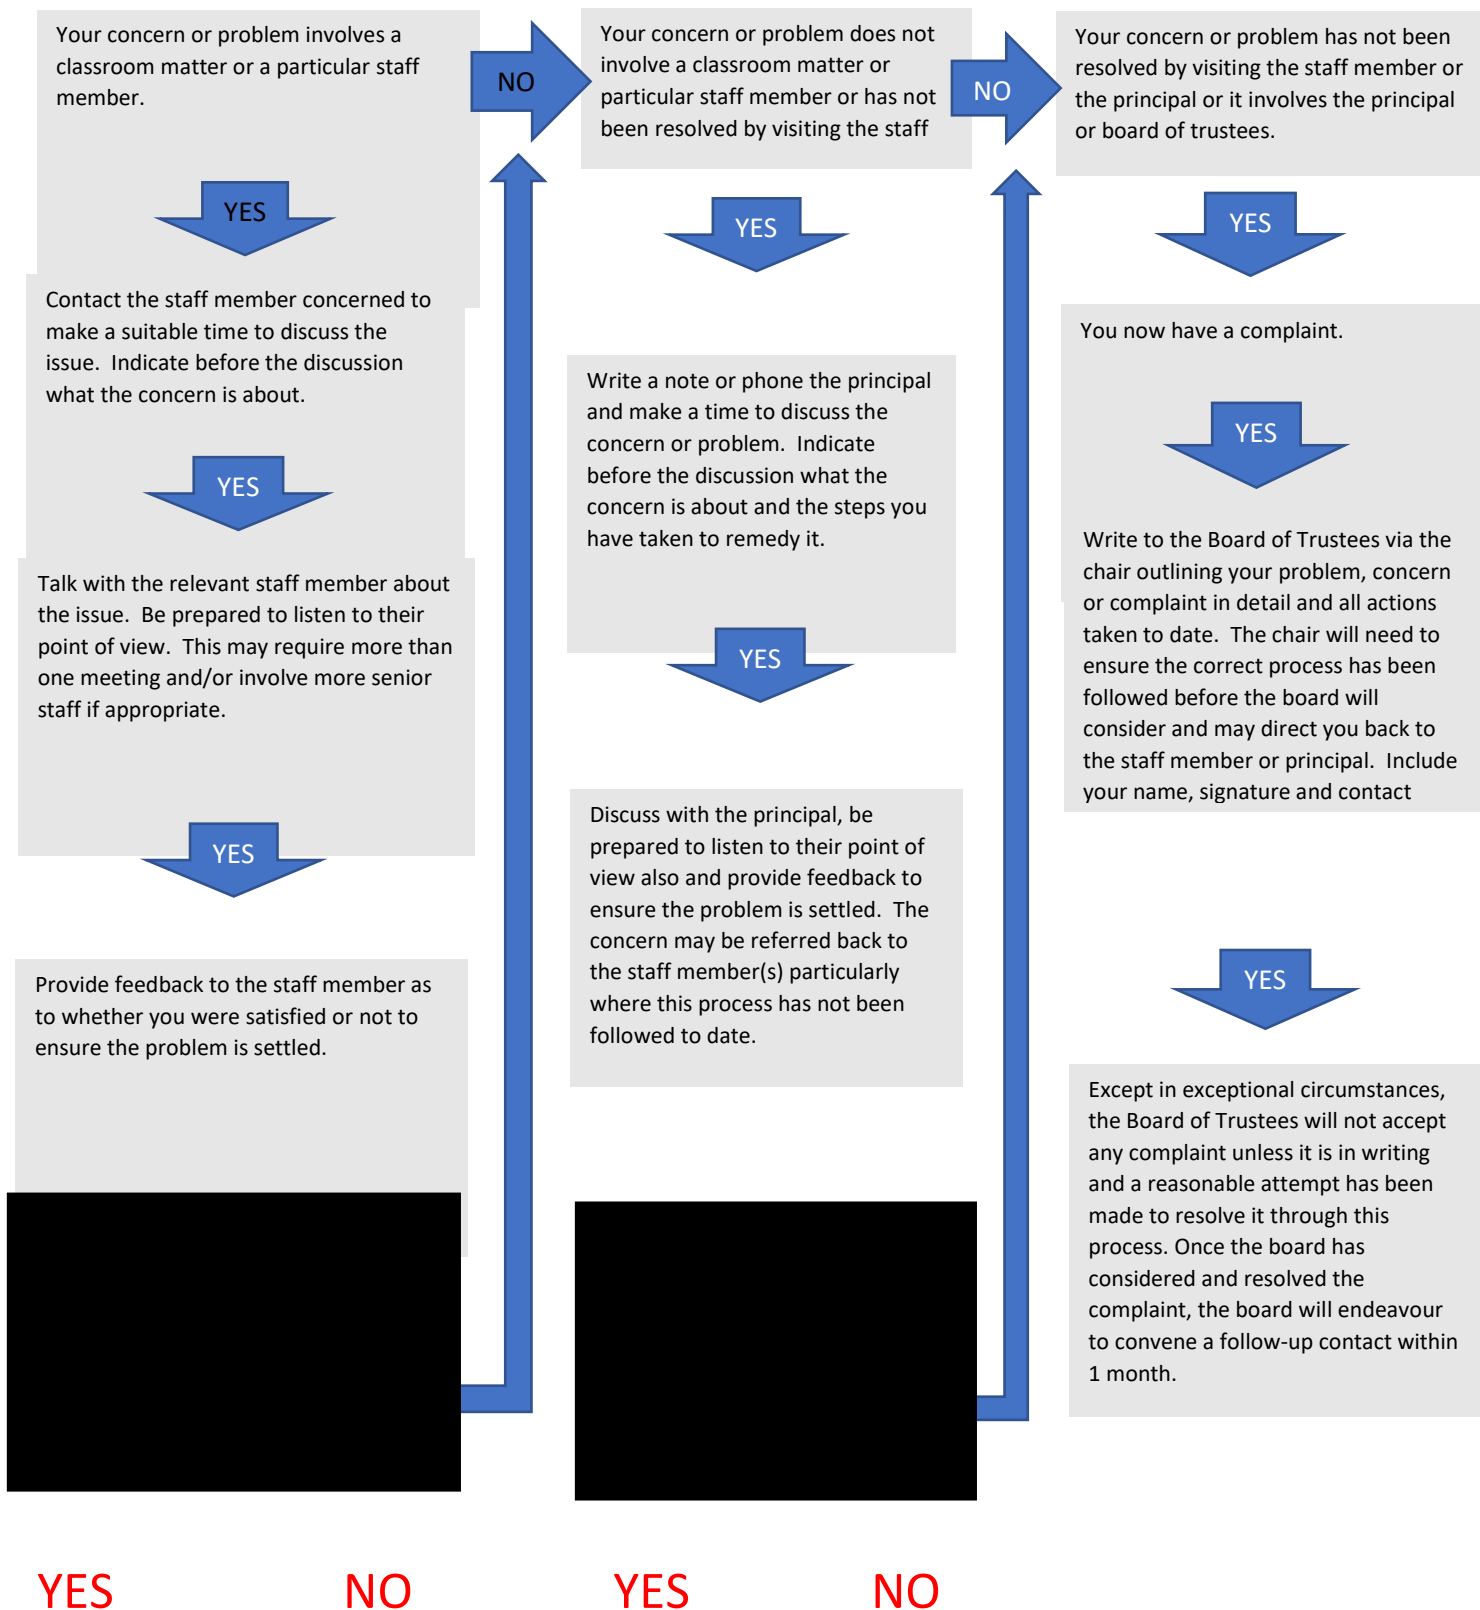 Your concern or problem involves a
classroom matter or a particular staff
member.
YES
Contact the staff member concerned to
make a suitable time to discuss the
issue.  Indicate before the discussion
what the concern is about.
YES
Talk with the relevant staff member about
the issue.  Be prepared to listen to their
point of view.  This may require more than
one meeting and/or involve more senior
staff if appropriate.
YES
Provide feedback to the staff member as
to whether you were satisfied or not to
ensure the problem is settled.
YES
NO
NO
Your concern or problem does not
involve a classroom matter or
particular staff member or has not
been resolved by visiting the staff
YES
Write a note or phone the principal
and make a time to discuss the
concern or problem.  Indicate
before the discussion what the
concern is about and the steps you
have taken to remedy it.
YES
Discuss with the principal, be
prepared to listen to their point of
view also and provide feedback to
ensure the problem is settled.  The
concern may be referred back to
the staff member(s) particularly
where this process has not been
followed to date.
YES
NO
NO
Your concern or problem has not been
resolved by visiting the staff member or
the principal or it involves the principal
or board of trustees.
YES
You now have a complaint.
YES
Write to the Board of Trustees via the
chair outlining your problem, concern
or complaint in detail and all actions
taken to date.  The chair will need to
ensure the correct process has been
followed before the board will
consider and may direct you back to
the staff member or principal.  Include
your name, signature and contact
YES
Except in exceptional circumstances,
the Board of Trustees will not accept
any complaint unless it is in writing
and a reasonable attempt has been
made to resolve it through this
process. Once the board has
considered and resolved the
complaint, the board will endeavour
to convene a follow-up contact within
1 month.